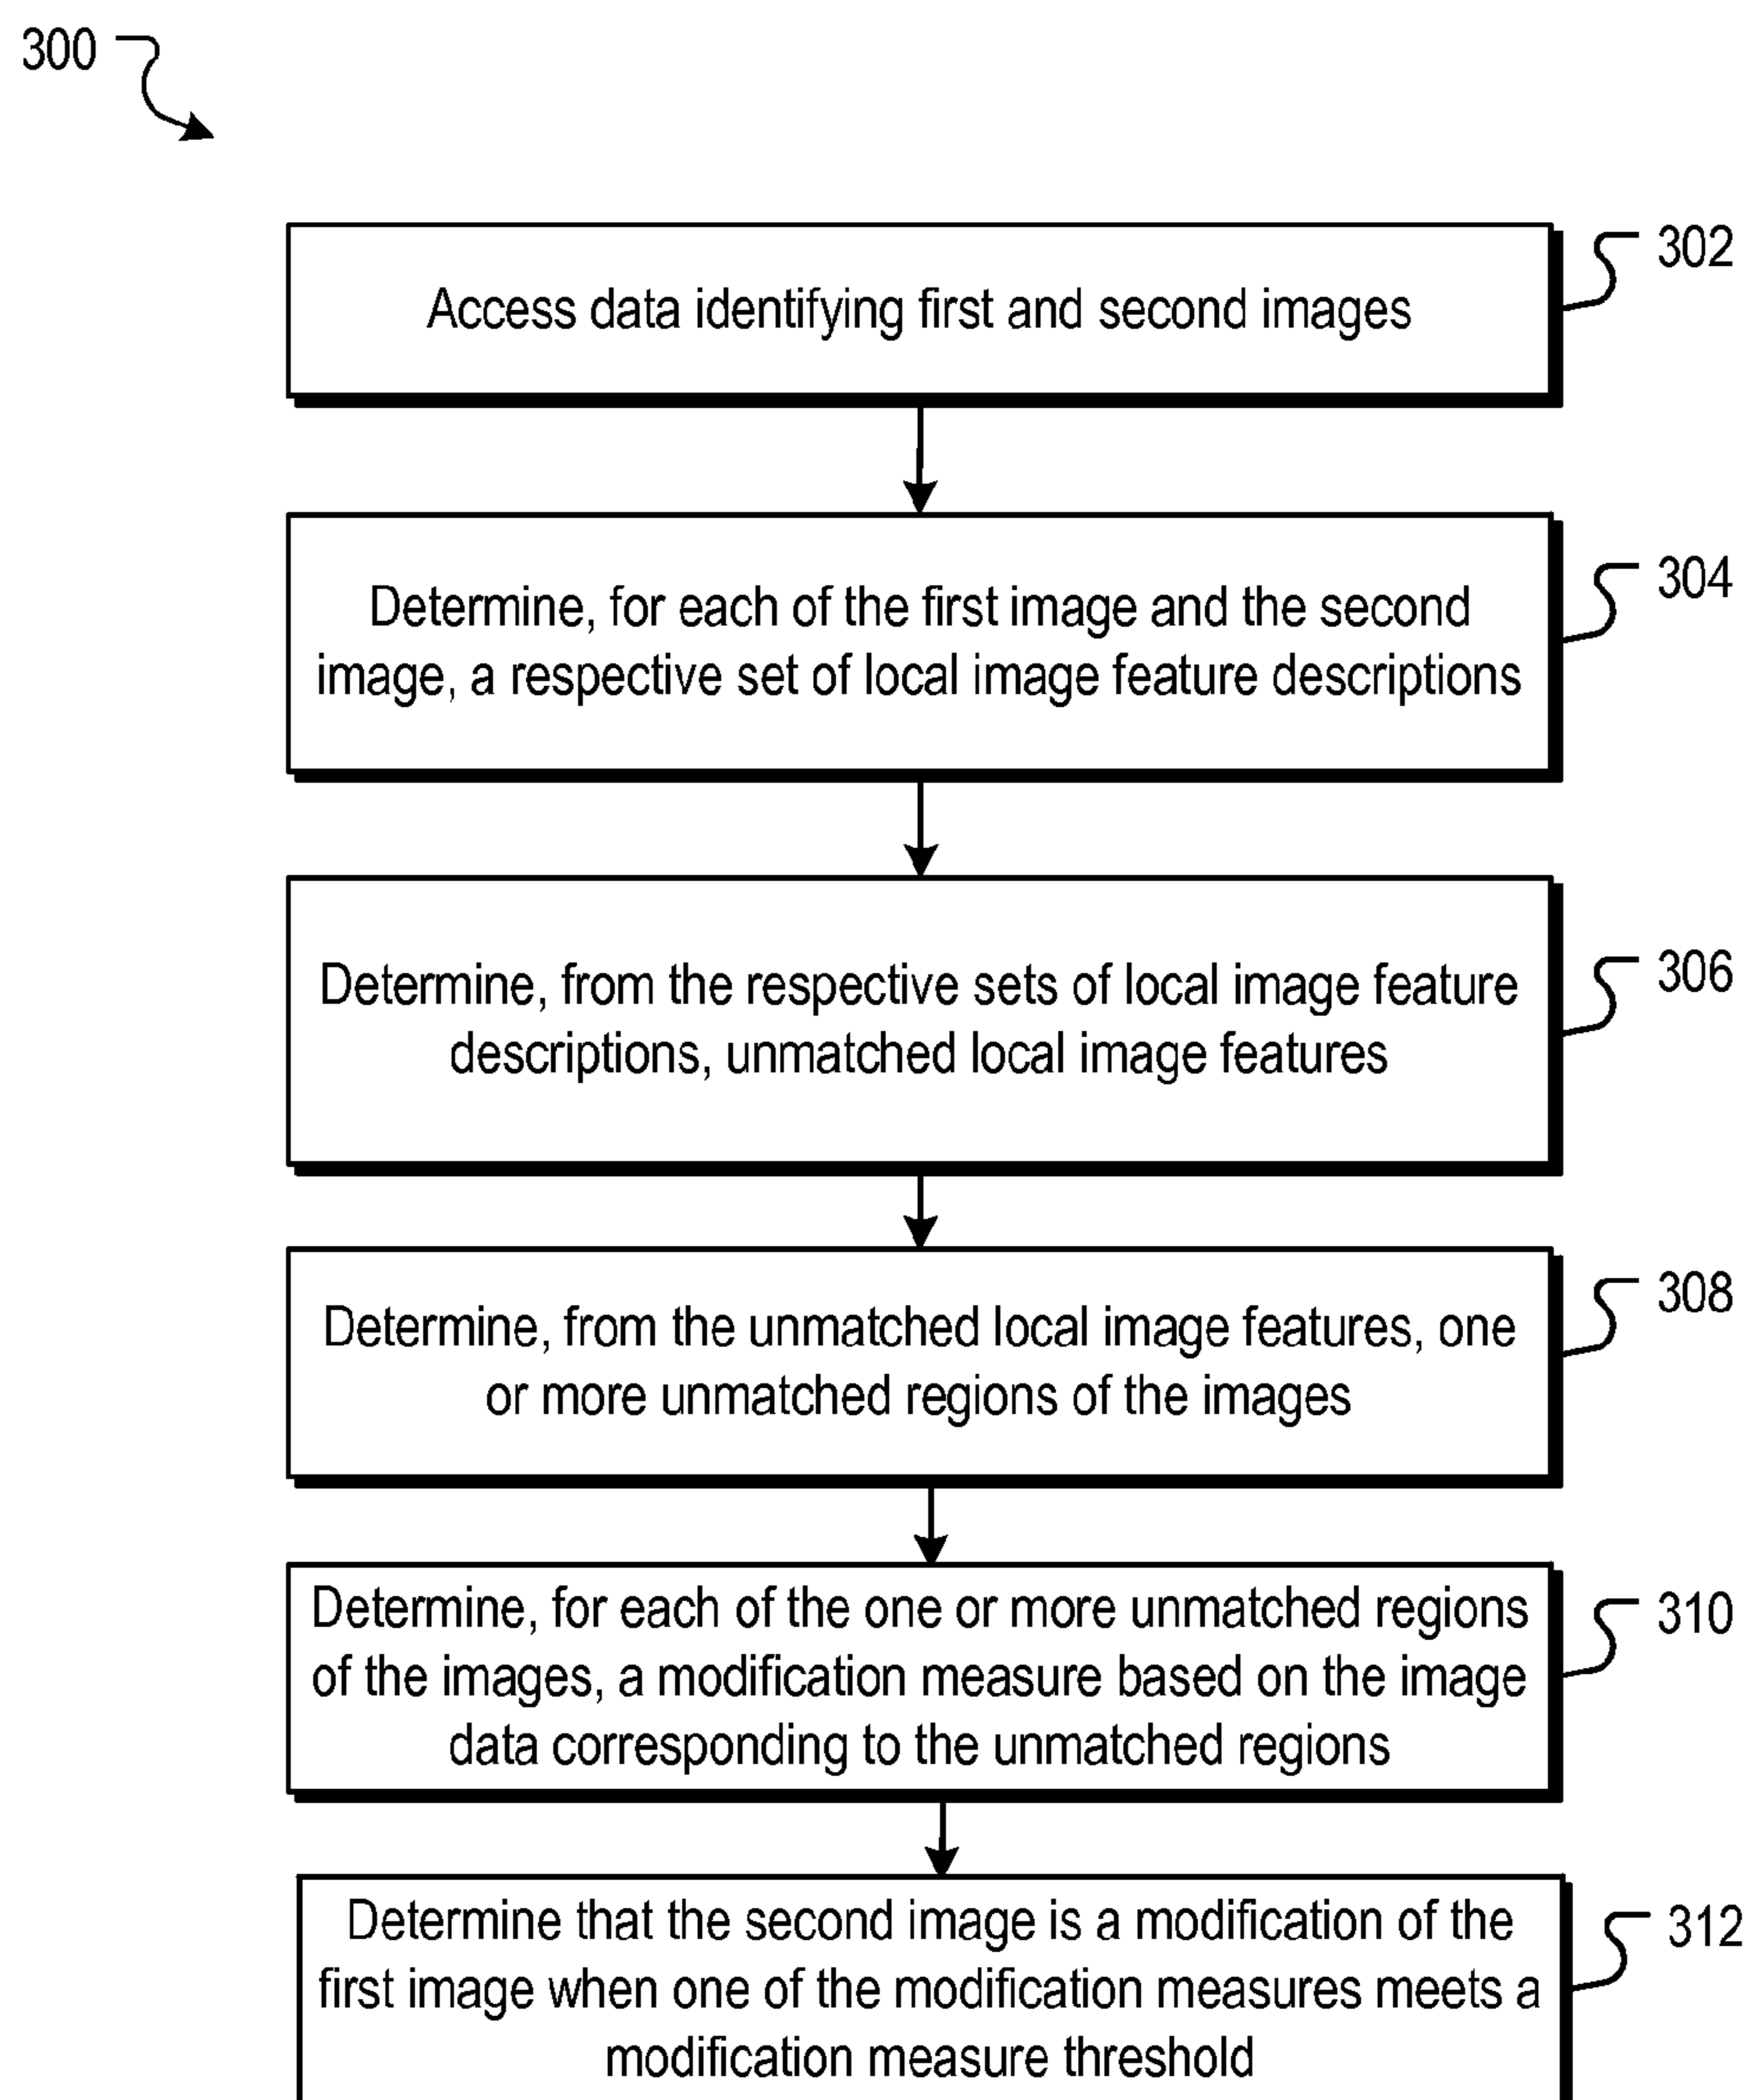 300
Access data identifying first and second images
302
Determine, for each of the first image and the second
image, a respective set of local image feature descriptions
304
Determine, from the respective sets of local image feature
descriptions, unmatched local image features
306
Determine, from the unmatched local image features, one
or more unmatched regions of the images
308
Determine, for each of the one or more unmatched regions
of the images, a modification measure based on the image
data corresponding to the unmatched regions
310
Determine that the second image is a modification of the
first image when one of the modification measures meets a
modification measure threshold
312